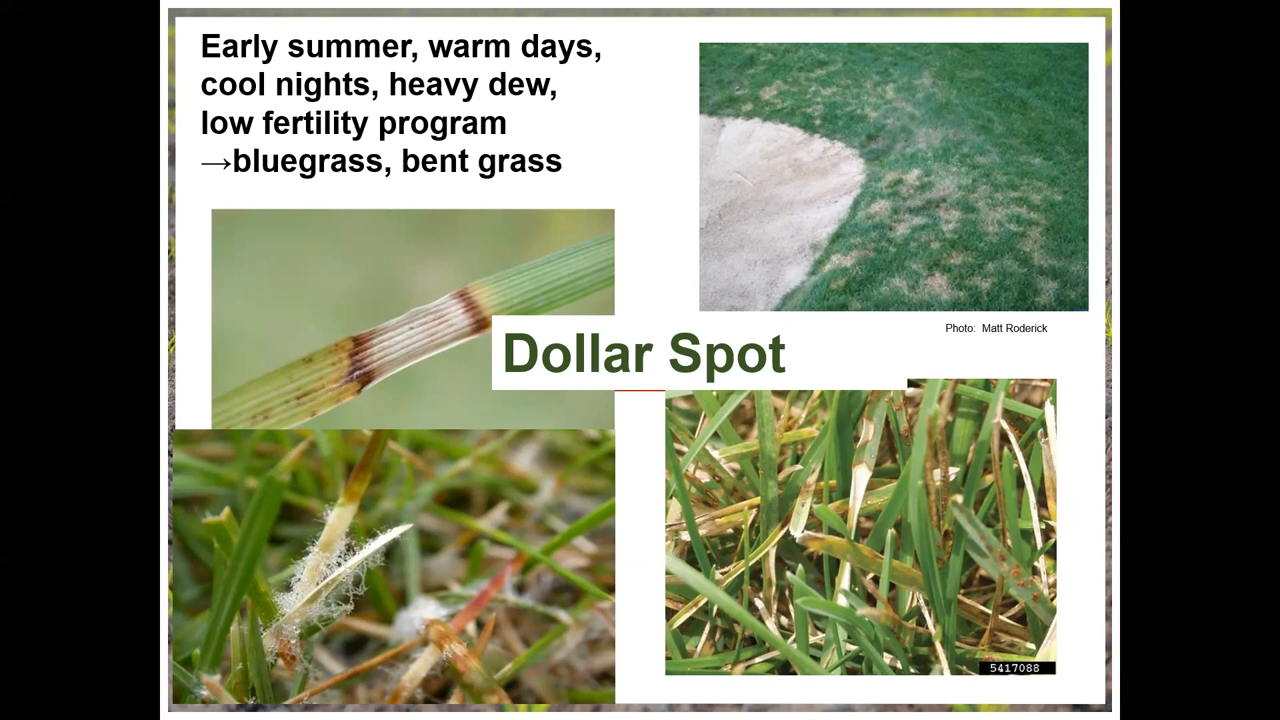 Early summer, warm days,
cool nights, heavy dew,
low fertility program
→bluegrass, bent grass
Photo: Matt Roderick
Dollar Spot
5417088